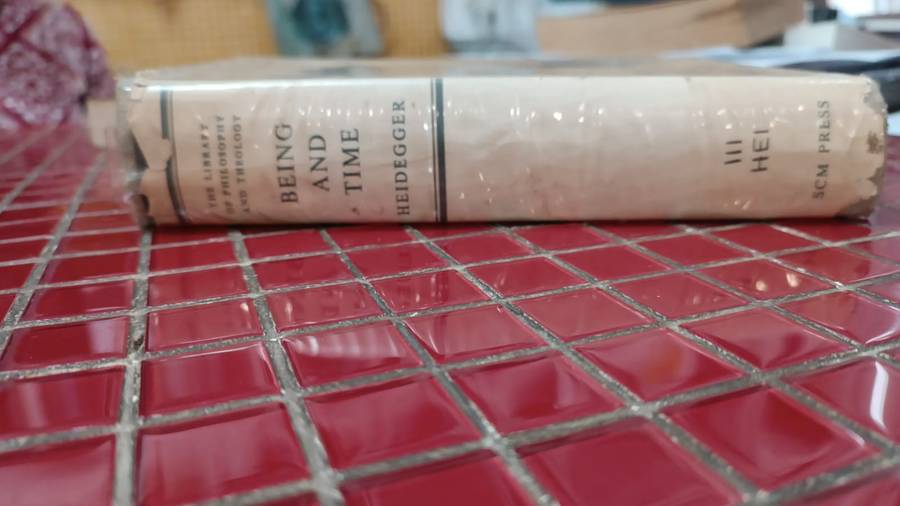 THE LIBRARY
OF PHILOSOPHY
AND THEOLOGY
BEING
AND
TIME
HEIDEGGER
111
HEI
SCM PRESS